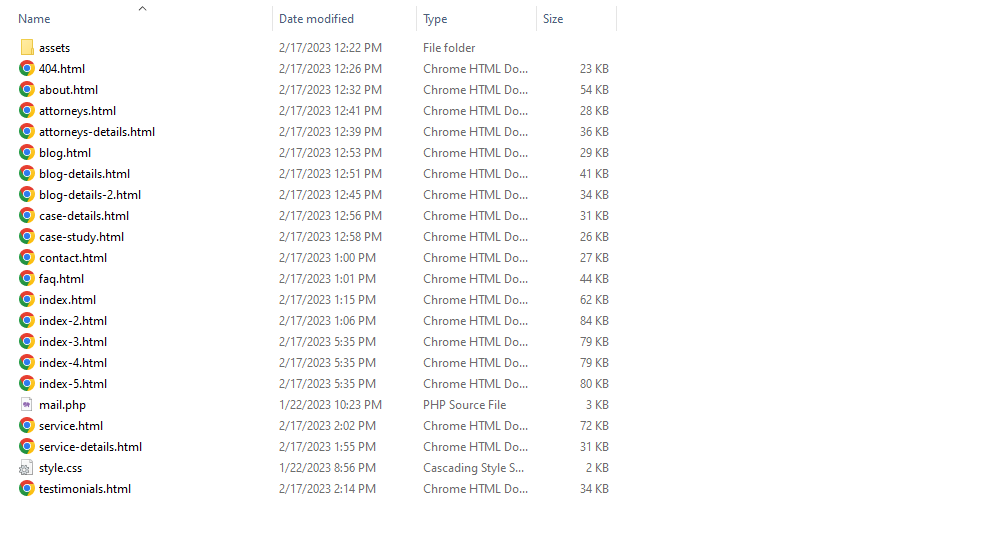 Name Date modified Type Size
assets 2/17/2023 12:22 PM File folder
404.html 2/17/2023 12:26 PM Chrome HTML Do... 23 KB
about.html 2/17/2023 12:32 PM Chrome HTML Do... 54 KB
attorneys.html 2/17/2023 12:41 PM Chrome HTML Do... 28 KB
attorneys-details.html 2/17/2023 12:39 PM Chrome HTML Do... 36 KB
blog.html 2/17/2023 12:53 PM Chrome HTML Do... 29 KB
blog-details.html 2/17/2023 12:51 PM Chrome HTML Do... 41 KB
blog-details-2.html 2/17/2023 12:45 PM Chrome HTML Do... 34 KB
case-details.html 2/17/2023 12:56 PM Chrome HTML Do... 31 KB
case-study.html 2/17/2023 12:58 PM Chrome HTML Do... 26 KB
contact.html 2/17/2023 1:00 PM Chrome HTML Do... 27 KB
faq.html 2/17/2023 1:01 PM Chrome HTML Do... 44 KB
index.html 2/17/2023 1:15 PM Chrome HTML Do... 62 KB
index-2.html 2/17/2023 1:06 PM Chrome HTML Do... 84 KB
index-3.html 2/17/2023 5:35 PM Chrome HTML Do... 79 KB
index-4.html 2/17/2023 5:35 PM Chrome HTML Do... 79 KB
index-5.html 2/17/2023 5:35 PM Chrome HTML Do... 80 KB
mail.php 1/22/2023 10:23 PM PHP Source File 3 KB
service.html 2/17/2023 2:02 PM Chrome HTML Do... 72 KB
service-details.html 2/17/2023 1:55 PM Chrome HTML Do... 31 KB
style.css 1/22/2023 8:56 PM Cascading Style S... 2 KB
testimonials.html 2/17/2023 2:14 PM Chrome HTML Do... 34 KB